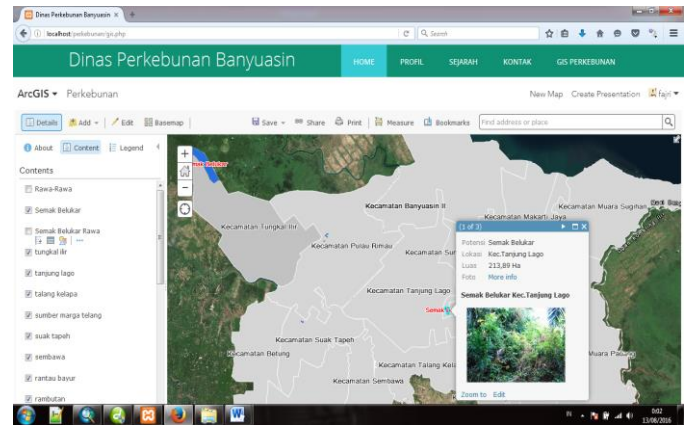 Dinas Perkebunan Banyuasin
localhost/perkebunan/gis.php
Search
Dinas Perkebunan Banyuasin
HOME
PROFIL
SEJARAH
KONTAK
GIS PERKEBUNAN
ArcGIS
Perkebunan
New Map
Create Presentation
fajri
Details
Add
Edit
Basemap
Save
Share
Print
Measure
Bookmarks
Find address or place
About
Content
Legend
Contents
Rawa-Rawa
Semak Belukar
Semak Belukar Rawa
tungkal ilir
tanjung lago
talang kelapa
sumber marga telang
suak tapeh
sembawa
rantau bayur
rambutan
Kecamatan Banyuasin II
Kecamatan Muara Sugihan
Kecamatan Makarti Jaya
Kecamatan Tungkal Ilir
Kecamatan Pulau Rimau
Kecamatan Tanjung Lago
Semak
Kecamatan Suak Tapeh
Kecamatan Betung
Kecamatan Sembawa
(1 of 3)
Potensi Semak Belukar
Lokasi Kec.Tanjung Lago
Luas 213,89 Ha
Foto More info
Semak Belukar Kec.Tanjung Lago
Zoom to Edit
IN
0:02
13/08/2016